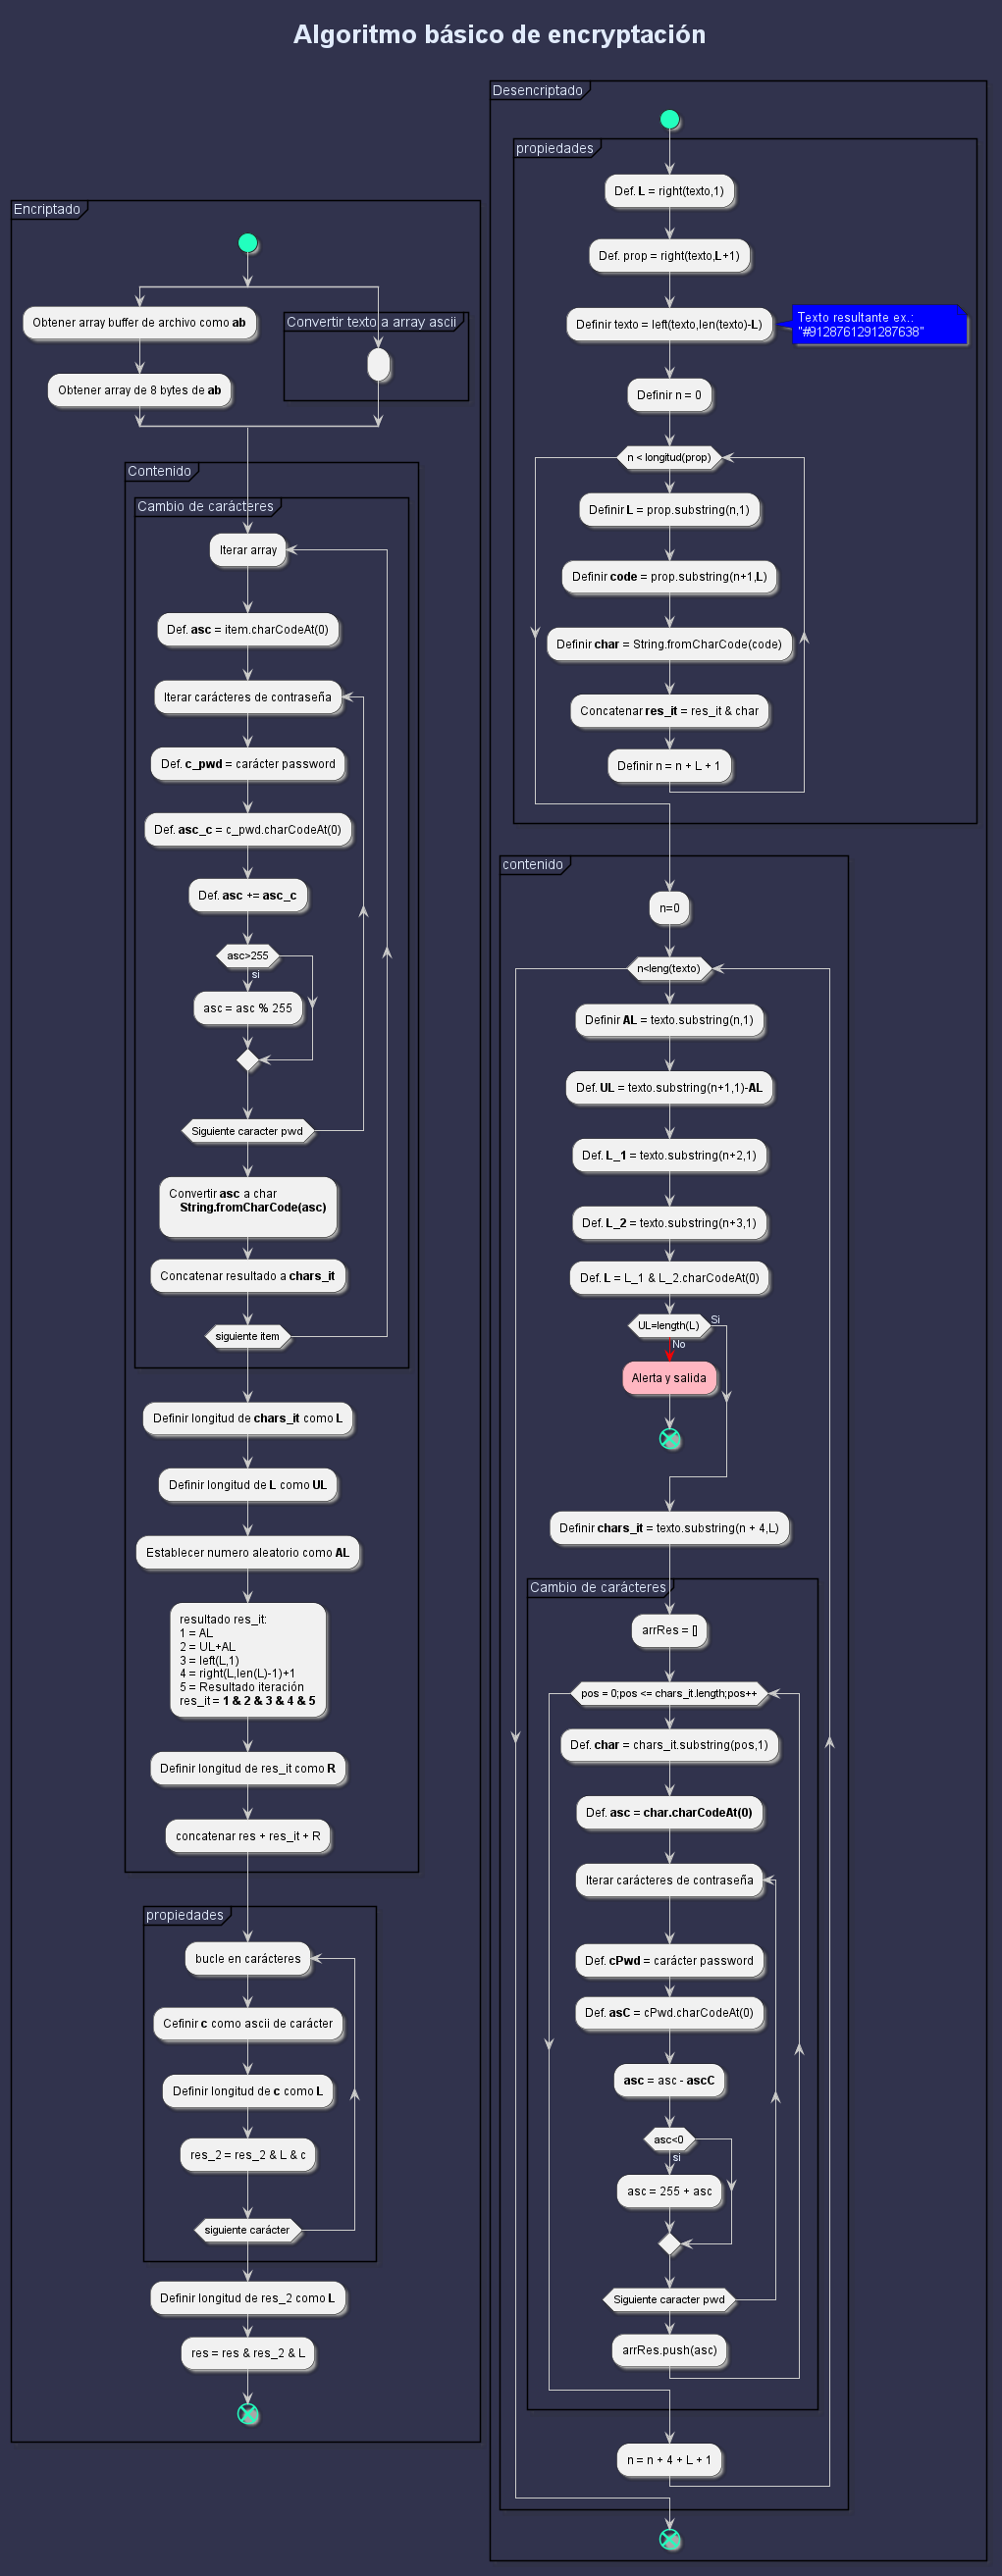 Algoritmo básico de encryptación
Encriptado
Obtener array buffer de archivo como ab
Obtener array de 8 bytes de ab
Convertir texto a array ascii
Contenido
Cambio de carácteres
Iterar array
Def. asc = item.charCodeAt(0)
Iterar carácteres de contraseña
Def. c_pwd = carácter password
Def. asc_c = c_pwd.charCodeAt(0)
Def. asc += asc_c
asc>255
si
asc = asc % 255
Siguiente caracter pwd
Convertir asc a char
String.fromCharCode(asc)
Concatenar resultado a chars_it
siguiente item
Definir longitud de chars_it como L
Definir longitud de L como UL
Establecer numero aleatorio como AL
resultado res_it:
1 = AL
2 = UL+AL
3 = left(L,1)
4 = right(L,len(L)-1)+1
5 = Resultado iteración
res_it = 1 & 2 & 3 & 4 & 5
Definir longitud de res_it como R
concatenar res + res_it + R
propiedades
bucle en carácteres
Cefinir c como ascii de carácter
Definir longitud de c como L
res_2 = res_2 & L & c
siguiente carácter
Definir longitud de res_2 como L
res = res & res_2 & L
Desencriptado
propiedades
Def. L = right(texto,1)
Def. prop = right(texto,L+1)
Definir texto = left(texto,len(texto)-L)
Texto resultante ex.:
"#9128761291287638"
Definir n = 0
n < longitud(prop)
Definir L = prop.substring(n,1)
Definir code = prop.substring(n+1,L)
Definir char = String.fromCharCode(code)
Concatenar res_it = res_it & char
Definir n = n + L + 1
contenido
n=0
n<leng(texto)
Definir AL = texto.substring(n,1)
Def. UL = texto.substring(n+1,1)-AL
Def. L_1 = texto.substring(n+2,1)
Def. L_2 = texto.substring(n+3,1)
Def. L = L_1 & L_2.charCodeAt(0)
UL=length(L)
Si
No
Alerta y salida
Definir chars_it = texto.substring(n + 4,L)
Cambio de carácteres
arrRes = []
pos = 0;pos <= chars_it.length;pos++
Def. char = chars_it.substring(pos,1)
Def. asc = char.charCodeAt(0)
Iterar carácteres de contraseña
Def. cPwd = carácter password
Def. asC = cPwd.charCodeAt(0)
asc = asc - ascC
asc<0
si
asc = 255 + asc
Siguiente caracter pwd
arrRes.push(asc)
n = n + 4 + L + 1